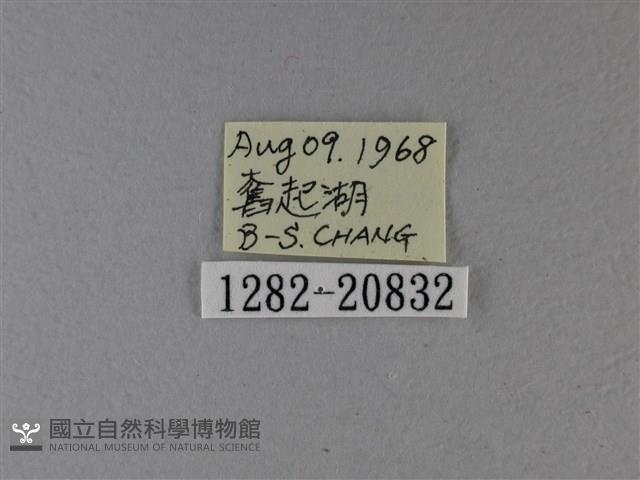 Aug 09. 1968
奮起湖
B-S. CHANG
1282-20832
國立自然科學博物館
NATIONAL MUSEUM OF NATURAL SCIENCE